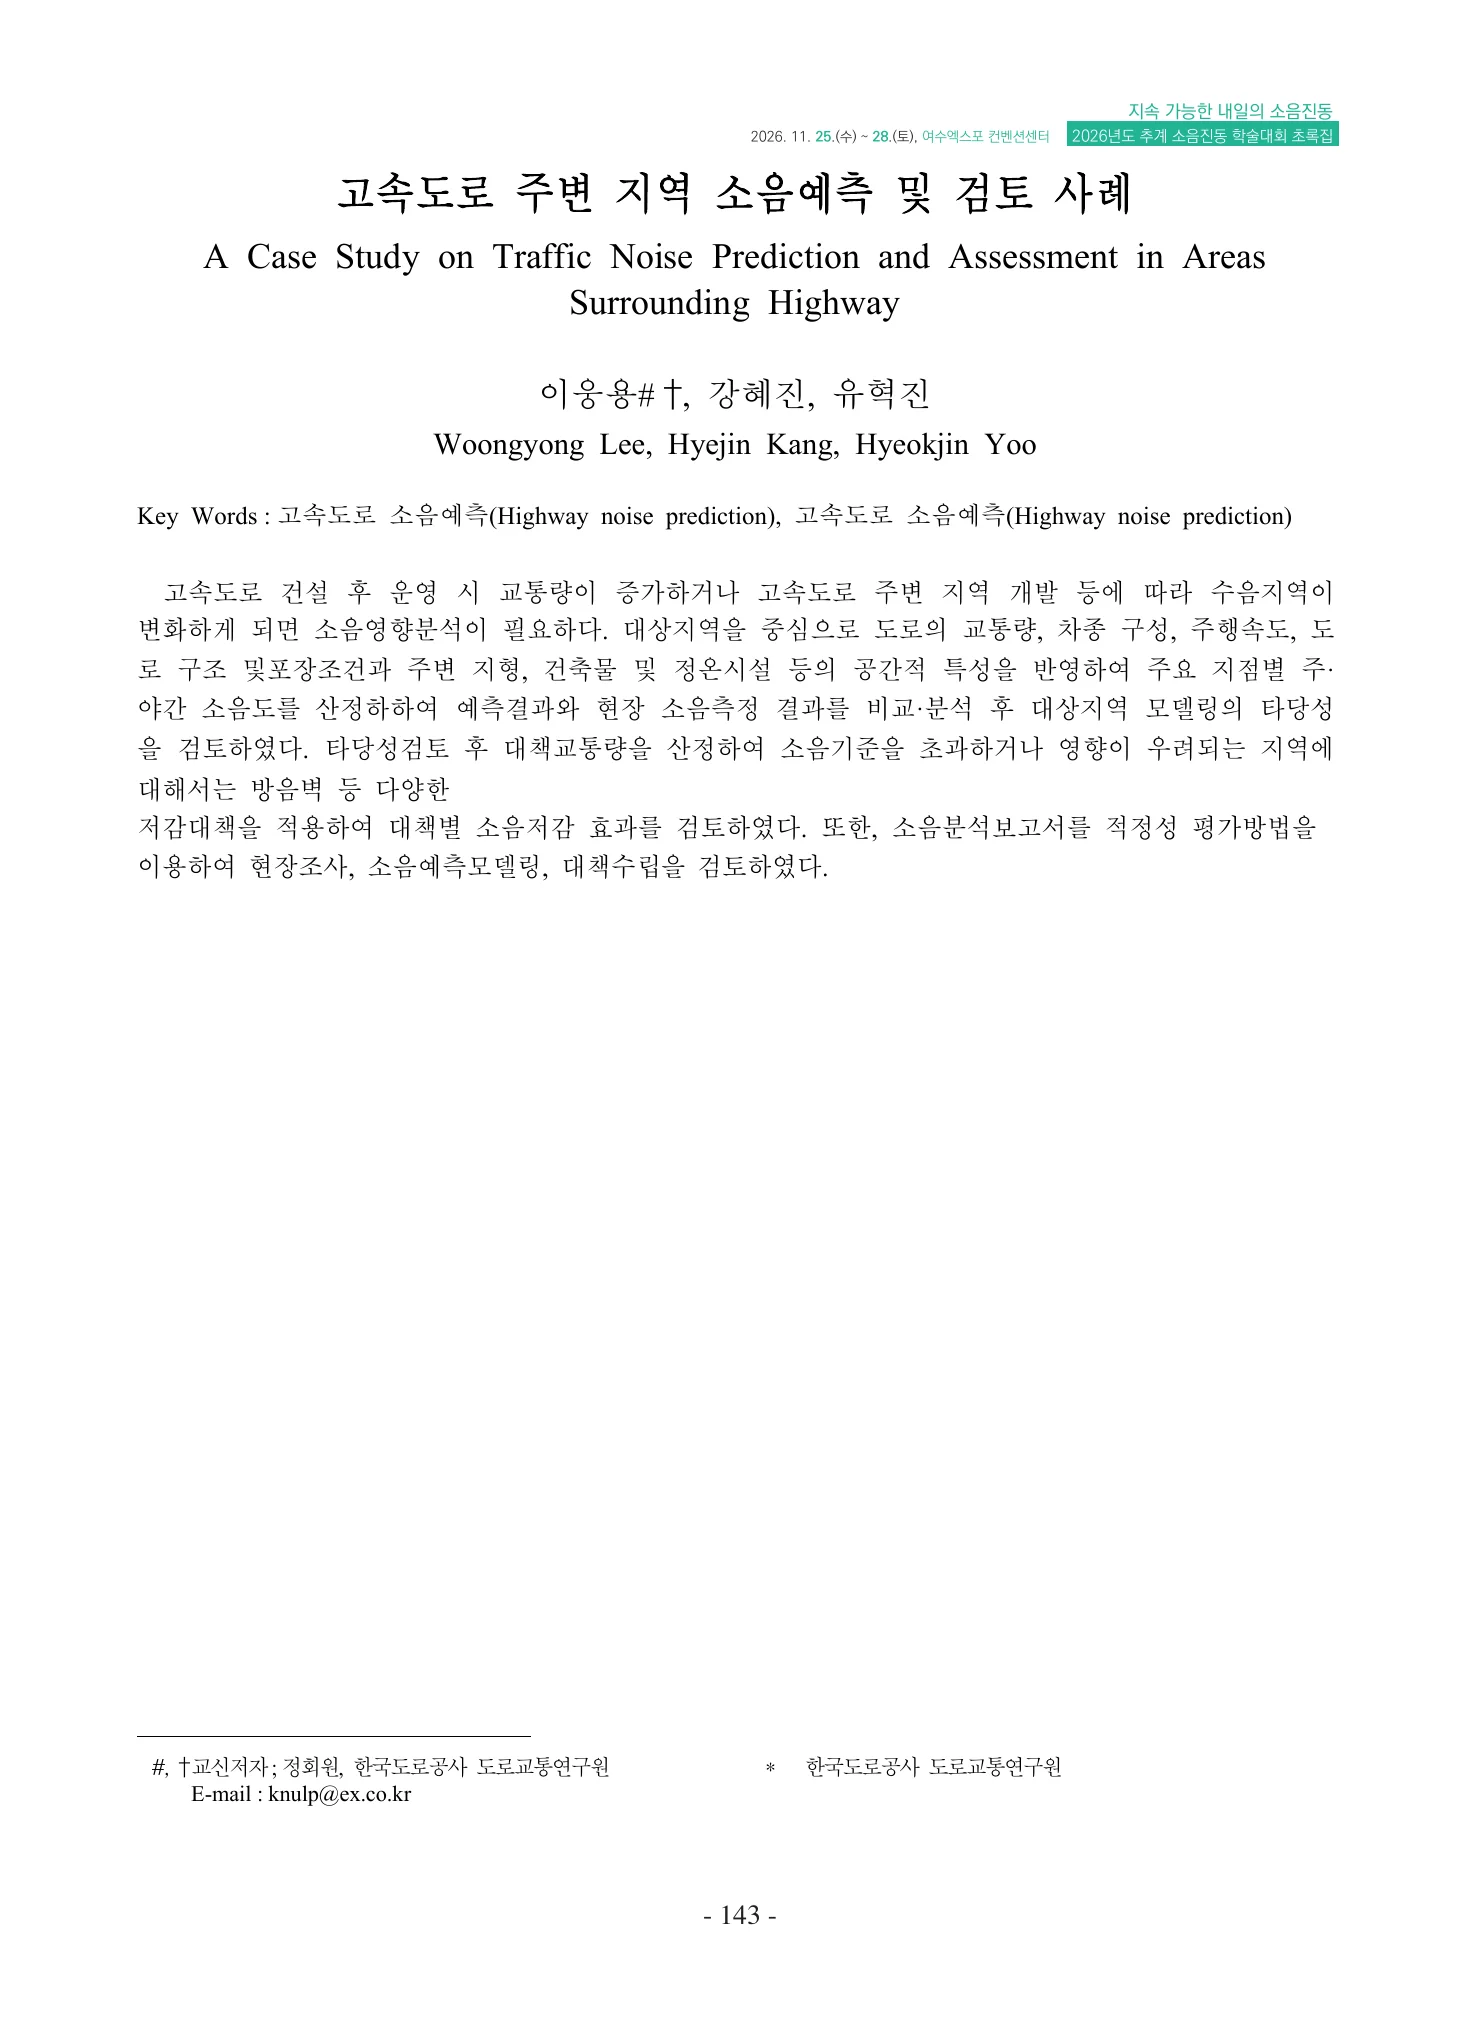 지속 가능한 내일의 소음진동
2026. 11. 25.(수) ~ 28.(토), 여수엑스포 컨벤션센터 2026년도 추계 소음진동 학술대회 초록집
고속도로 주변 지역 소음예측 및 검토 사례
A Case Study on Traffic Noise Prediction and Assessment in Areas
Surrounding Highway
이웅용#†, 강혜진, 유혁진
Woongyong Lee, Hyejin Kang, Hyeokjin Yoo
Key Words : 고속도로 소음예측(Highway noise prediction), 고속도로 소음예측(Highway noise prediction)
고속도로 건설 후 운영 시 교통량이 증가하거나 고속도로 주변 지역 개발 등에 따라 수음지역이
변화하게 되면 소음영향분석이 필요하다. 대상지역을 중심으로 도로의 교통량, 차종 구성, 주행속도, 도
로 구조 및포장조건과 주변 지형, 건축물 및 정온시설 등의 공간적 특성을 반영하여 주요 지점별 주·
야간 소음도를 산정하하여 예측결과와 현장 소음측정 결과를 비교·분석 후 대상지역 모델링의 타당성
을 검토하였다. 타당성검토 후 대책교통량을 산정하여 소음기준을 초과하거나 영향이 우려되는 지역에
대해서는 방음벽 등 다양한
저감대책을 적용하여 대책별 소음저감 효과를 검토하였다. 또한, 소음분석보고서를 적정성 평가방법을
이용하여 현장조사, 소음예측모델링, 대책수립을 검토하였다.
#, †교신저자; 정회원, 한국도로공사 도로교통연구원
E-mail : knulp@ex.co.kr
* 한국도로공사 도로교통연구원
- 143 -